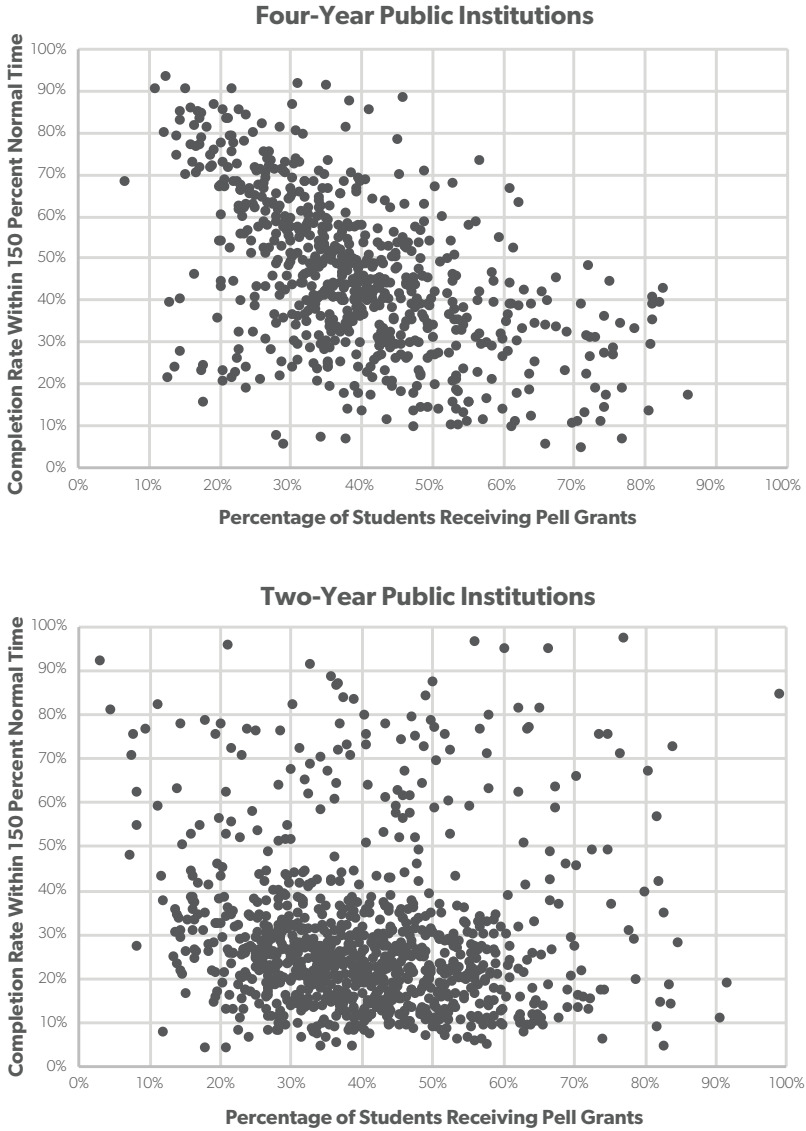 Four-Year Public Institutions
Completion Rate Within 150 Percent Normal Time
100%
90%
80%
70%
60%
50%
40%
30%
20%
10%
0%
0% 10% 20% 30% 40% 50% 60% 70% 80% 90% 100%
Percentage of Students Receiving Pell Grants
Two-Year Public Institutions
Completion Rate Within 150 Percent Normal Time
100%
90%
80%
70%
60%
50%
40%
30%
20%
10%
0%
0% 10% 20% 30% 40% 50% 60% 70% 80% 90% 100%
Percentage of Students Receiving Pell Grants